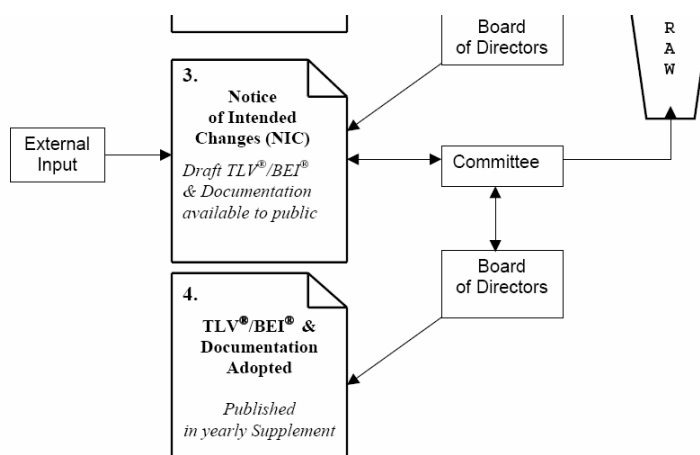 Board
of Directors
R
A
W
3.
Notice
of Intended
Changes (NIC)
Draft TLV®/BEI®
& Documentation
available to public
External
Input
Committee
Board
of Directors
4.
TLV®/BEI® &
Documentation
Adopted
Published
in yearly Supplement